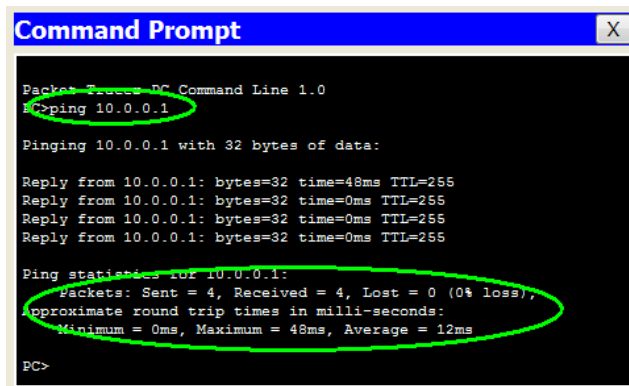 Command Prompt
X
Packet Tracer PC Command Line 1.0
PC>ping 10.0.0.1
Pinging 10.0.0.1 with 32 bytes of data:
Reply from 10.0.0.1: bytes=32 time=48ms TTL=255
Reply from 10.0.0.1: bytes=32 time=0ms TTL=255
Reply from 10.0.0.1: bytes=32 time=0ms TTL=255
Reply from 10.0.0.1: bytes=32 time=0ms TTL=255
Ping statistics for 10.0.0.1:
Packets: Sent = 4, Received = 4, Lost = 0 (0% loss),
Approximate round trip times in milli-seconds:
Minimum = 0ms, Maximum = 48ms, Average = 12ms
PC>